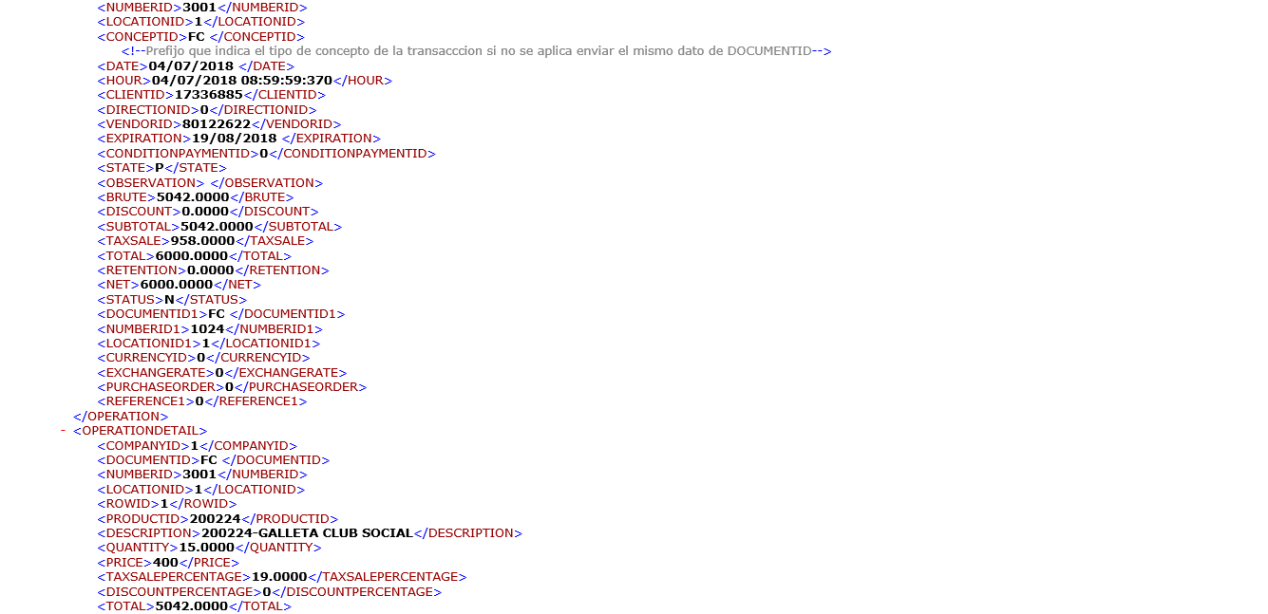 <NUMBERID>3001</NUMBERID>
<LOCATIONID>1</LOCATIONID>
<CONCEPTID>FC </CONCEPTID>
<!--Prefijo que indica el tipo de concepto de la transacccion si no se aplica enviar el mismo dato de DOCUMENTID-->
<DATE>04/07/2018 </DATE>
<HOUR>04/07/2018 08:59:59:370</HOUR>
<CLIENTID>17336885</CLIENTID>
<DIRECTIONID>0</DIRECTIONID>
<VENDORID>80122622</VENDORID>
<EXPIRATION>19/08/2018 </EXPIRATION>
<CONDITIONPAYMENTID>0</CONDITIONPAYMENTID>
<STATE>P</STATE>
<OBSERVATION> </OBSERVATION>
<BRUTE>5042.0000</BRUTE>
<DISCOUNT>0.0000</DISCOUNT>
<SUBTOTAL>5042.0000</SUBTOTAL>
<TAXSALE>958.0000</TAXSALE>
<TOTAL>6000.0000</TOTAL>
<RETENTION>0.0000</RETENTION>
<NET>6000.0000</NET>
<STATUS>N</STATUS>
<DOCUMENTID1>FC </DOCUMENTID1>
<NUMBERID1>1024</NUMBERID1>
<LOCATIONID1>1</LOCATIONID1>
<CURRENCYID>0</CURRENCYID>
<EXCHANGERATE>0</EXCHANGERATE>
<PURCHASEORDER>0</PURCHASEORDER>
<REFERENCE1>0</REFERENCE1>
</OPERATION>
- <OPERATIONDETAIL>
<COMPANYID>1</COMPANYID>
<DOCUMENTID>FC </DOCUMENTID>
<NUMBERID>3001</NUMBERID>
<LOCATIONID>1</LOCATIONID>
<ROWID>1</ROWID>
<PRODUCTID>200224</PRODUCTID>
<DESCRIPTION>200224-GALLETA CLUB SOCIAL</DESCRIPTION>
<QUANTITY>15.0000</QUANTITY>
<PRICE>400</PRICE>
<TAXSALEPERCENTAGE>19.0000</TAXSALEPERCENTAGE>
<DISCOUNTPERCENTAGE>0</DISCOUNTPERCENTAGE>
<TOTAL>5042.0000</TOTAL>